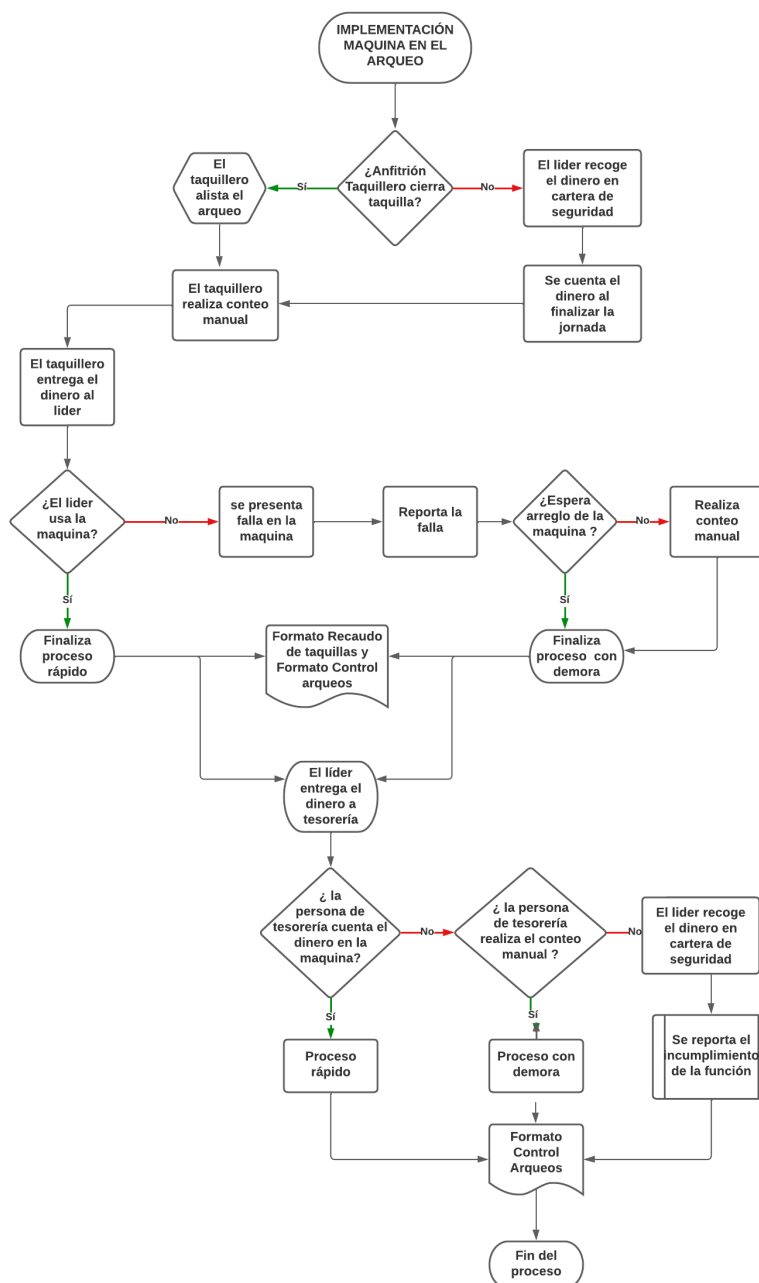 IMPLEMENTACIÓN
MAQUINA EN EL
ARQUEO
¿Anfitrión
Taquillero cierra
taquilla?
Sí
No
El
taquillero
alista el
arqueo
El lider recoge
el dinero en
cartera de
seguridad
El taquillero
realiza conteo
manual
Se cuenta el
dinero al
finalizar la
jornada
El taquillero
entrega el
dinero al
lider
¿El lider
usa la
maquina?
No
se presenta
falla en la
maquina
Reporta la
falla
¿Espera
arreglo de la
maquina ?
No
Realiza
conteo
manual
Sí
Sí
Finaliza
proceso
rápido
Formato Recaudo
de taquillas y
Formato Control
arqueos
Finaliza
proceso con
demora
El líder
entrega el
dinero a
tesorería
¿ la
persona de
tesorería cuenta el
dinero en la
maquina?
No
¿ la persona
de tesorería
realiza el conteo
manual ?
No
El lider recoge
el dinero en
cartera de
seguridad
Sí
Sí
Proceso
rápido
Proceso con
demora
Se reporta el
incumplimiento
de la función
Formato
Control
Arqueos
Fin del
proceso